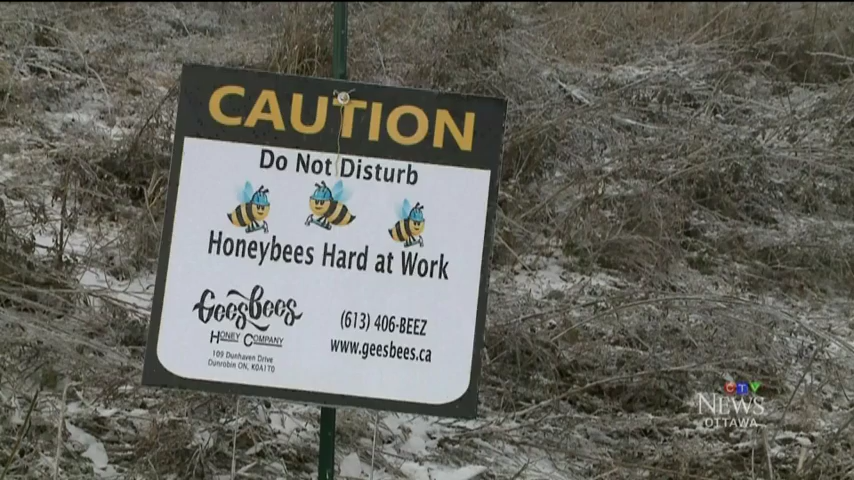 CAUTION
Do Not Disturb
Honeybees Hard at Work
GeesBees
HONEY COMPANY
109 Dunhaven Drive
Dunrobin ON, K0A1T0
(613) 406-BEEZ
www.geesbees.ca
CTV
NEWS
OTTAWA